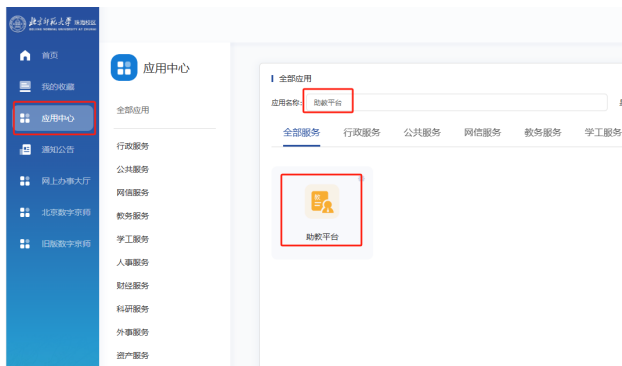 北京师范大学 珠海校区
BEIJING NORMAL UNIVERSITY AT ZHUHAI
首页
我的收藏
应用中心
通知公告
网上办事大厅
北京数字京师
旧版数字京师
应用中心
全部应用
行政服务
公共服务
网信服务
教务服务
学工服务
人事服务
财经服务
科研服务
外事服务
资产服务
全部应用
应用名称: 助教平台
全部服务 行政服务 公共服务 网信服务 教务服务 学工服务
助教平台